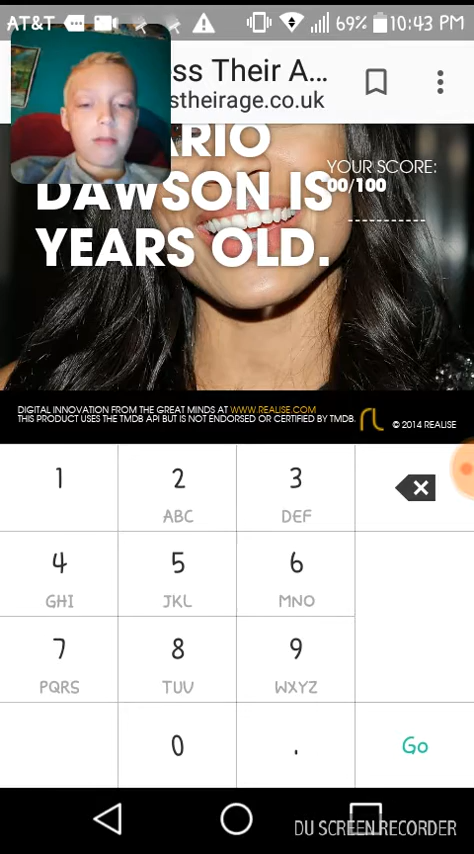 AT&T 69% 10:43 PM
ss Their A...
stheirage.co.uk
ARIO
DAWSON IS
YEARS OLD.
YOUR SCORE:
00/100
DIGITAL INNOVATION FROM THE GREAT MINDS AT WWW.REALISE.COM
THIS PRODUCT USES THE TMDB API BUT IS NOT ENDORSED OR CERTIFIED BY TMDB.
rl © 2014 REALISE
1 2 3
ABC DEF
4 5 6
GHI JKL MNO
7 8 9
PQRS TUV WXYZ
0 . Go
DU SCREEN RECORDER